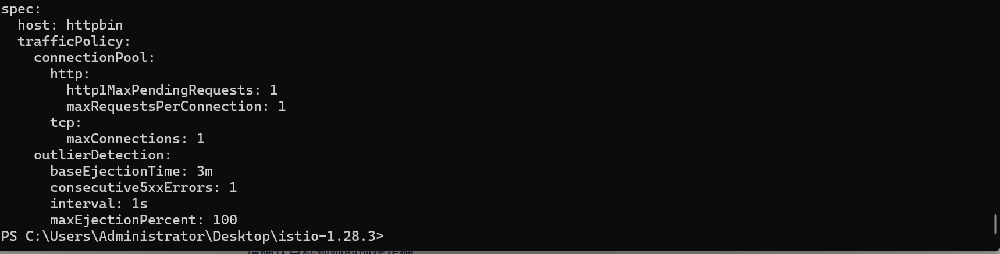 spec:
  host: httpbin
  trafficPolicy:
    connectionPool:
      http:
        http1MaxPendingRequests: 1
        maxRequestsPerConnection: 1
      tcp:
        maxConnections: 1
    outlierDetection:
      baseEjectionTime: 3m
      consecutive5xxErrors: 1
      interval: 1s
      maxEjectionPercent: 100
PS C:\Users\Administrator\Desktop\istio-1.28.3>